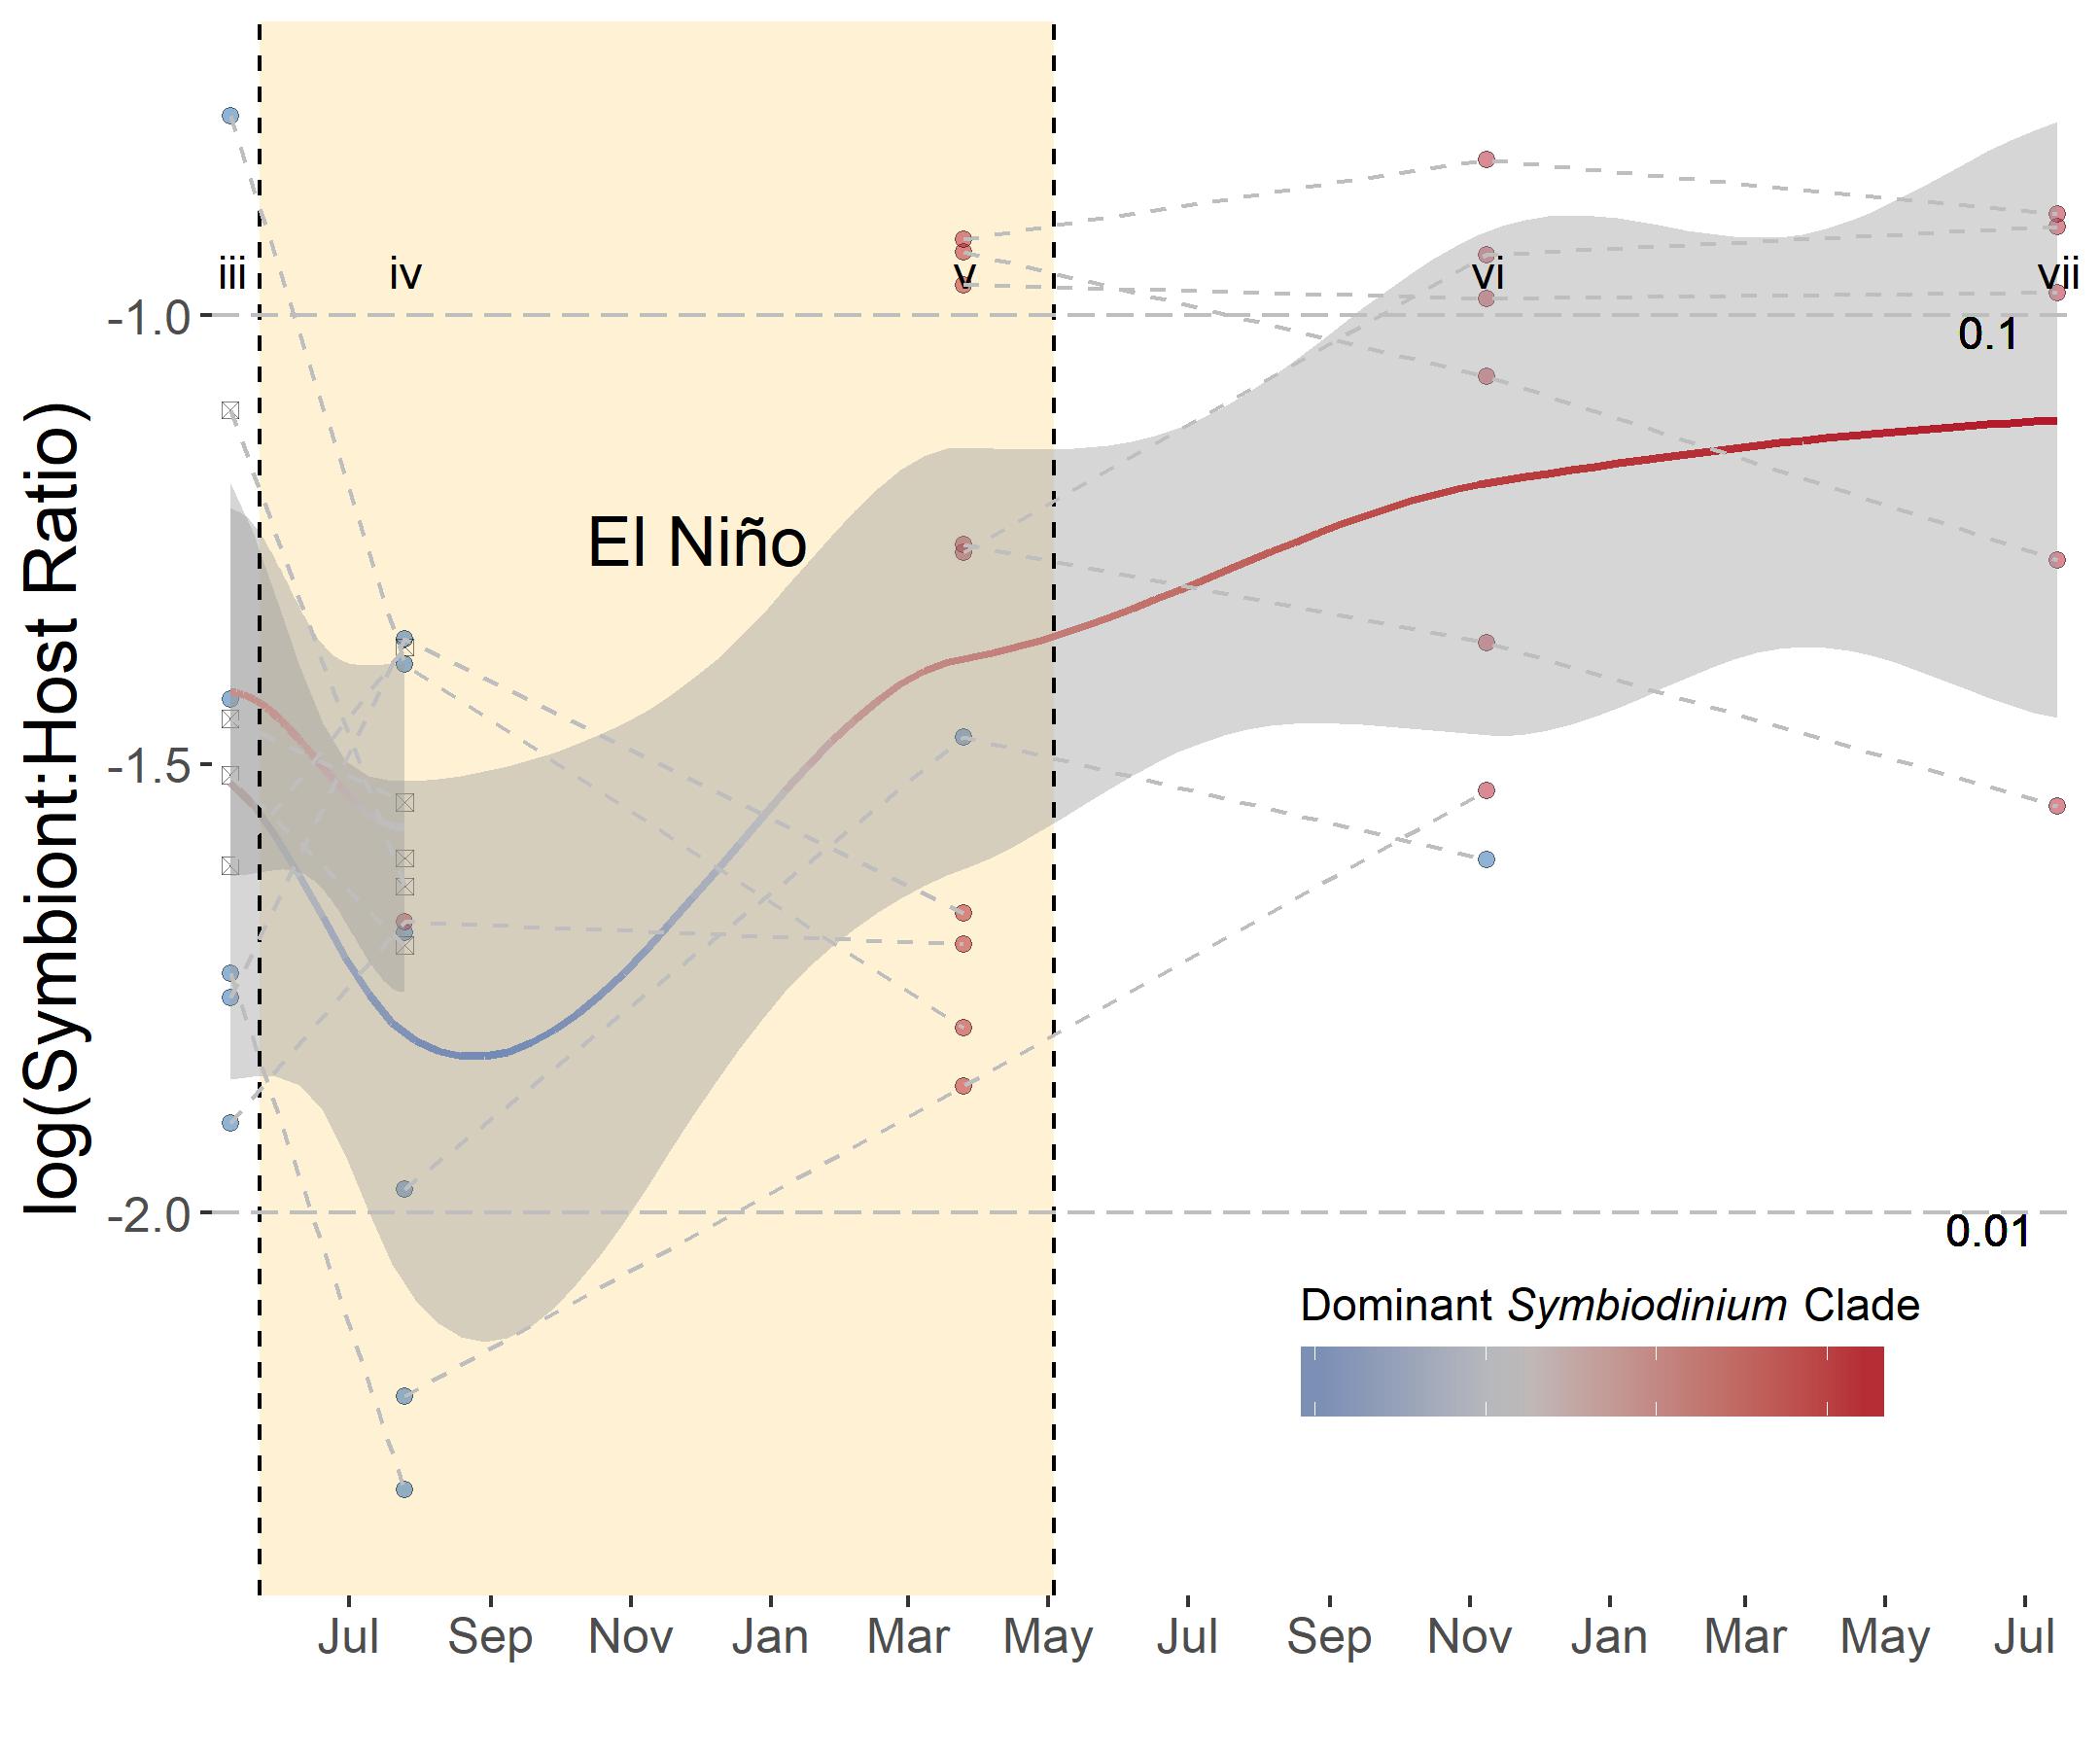 iii iv v vi vii
-1.0
0.1
El Niño
-1.5
-2.0
0.01
log(Symbiont:Host Ratio)
Dominant Symbiodinium Clade
Jul Sep Nov Jan Mar May Jul Sep Nov Jan Mar May Jul